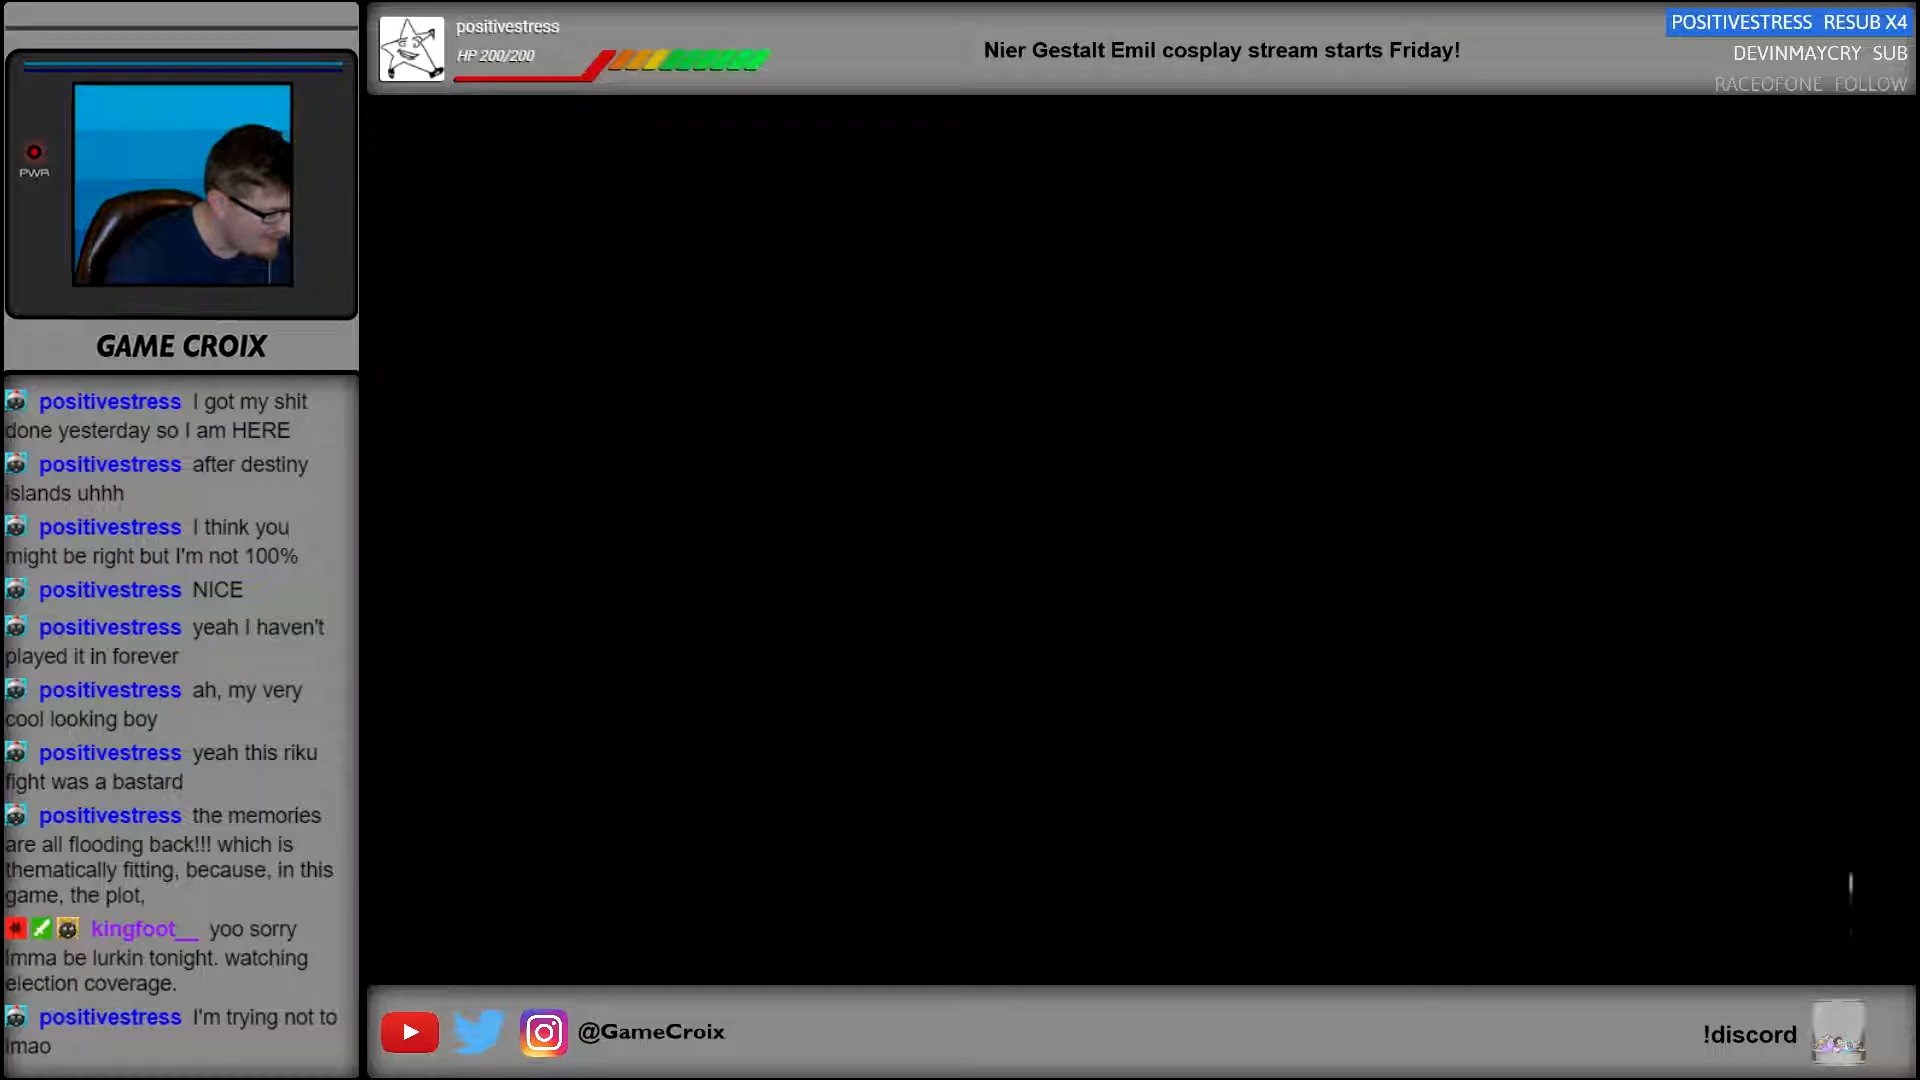 positivestress
HP 200/200
Nier Gestalt Emil cosplay stream starts Friday!
POSITIVESTRESS RESUB X4
DEVINMAYCRY SUB
RACEOFONE FOLLOW
PWR
GAME CROIX
positivestress I got my shit
done yesterday so I am HERE
positivestress after destiny
islands uhhh
positivestress I think you
might be right but I'm not 100%
positivestress NICE
positivestress yeah I haven't
played it in forever
positivestress ah, my very
cool looking boy
positivestress yeah this riku
fight was a bastard
positivestress the memories
are all flooding back!!! which is
thematically fitting, because, in this
game, the plot,
kingfoot__ yoo sorry
Imma be lurkin tonight. watching
election coverage.
positivestress I'm trying not to
lmao
@GameCroix
!discord